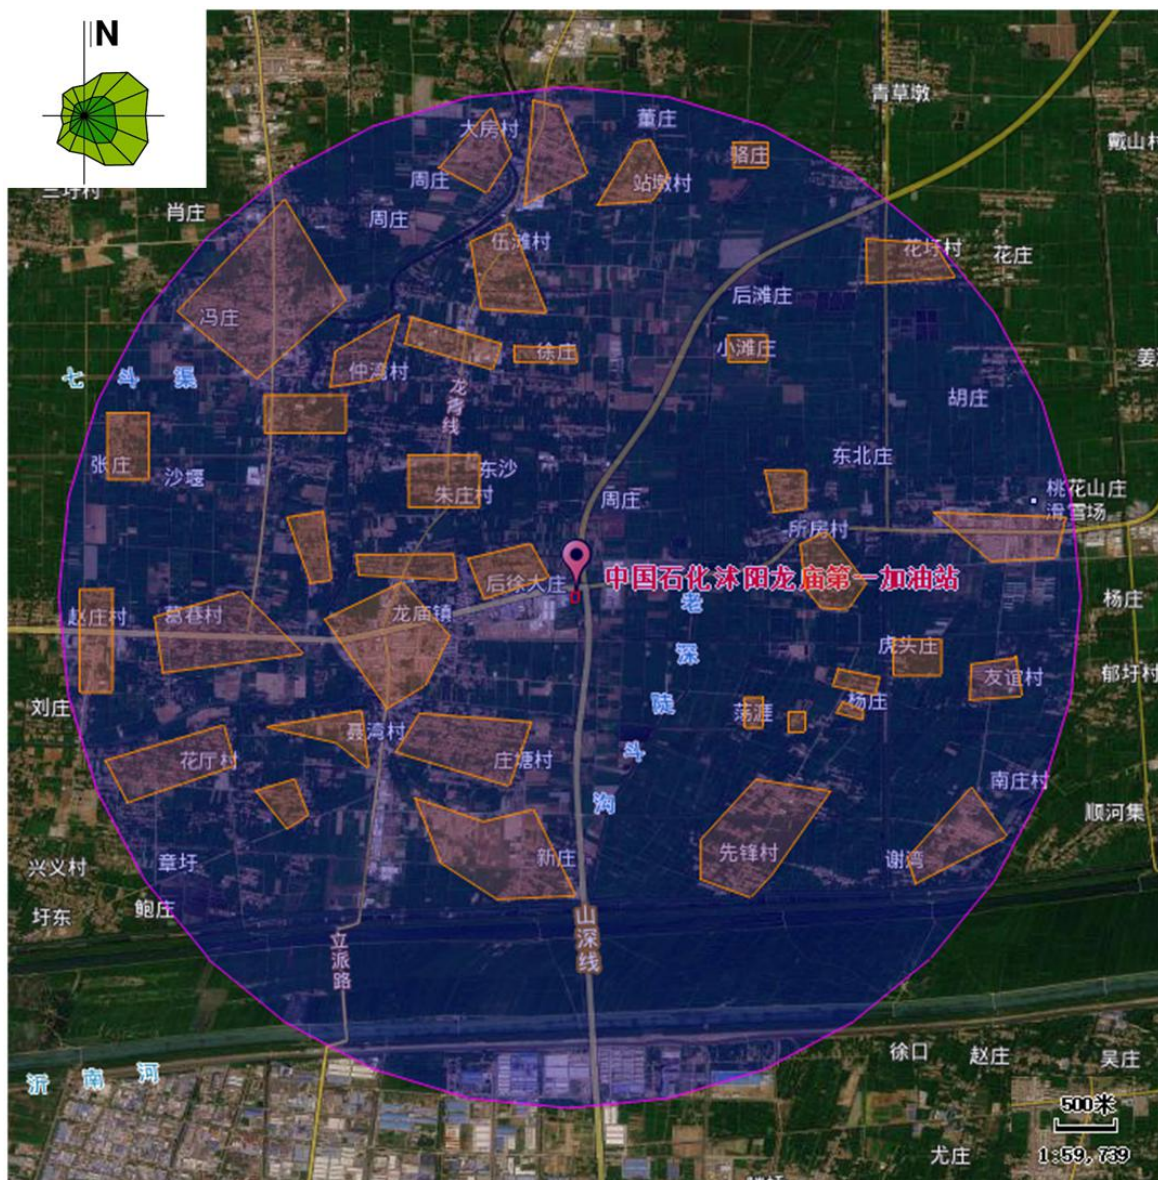 N
青草墩
戴山村
大房村
董庄
骆庄
周庄
站墩村
三圩村
肖庄
周庄
伍滩村
花圩村
花庄
后滩庄
冯庄
徐庄
小滩庄
仲湾村
七斗渠
龙青线
胡庄
张庄
沙堰
东沙
朱庄村
东北庄
周庄
桃花山庄
滑雪场
所房村
后徐大庄
中国石化沭阳龙庙第一加油站
杨庄
赵庄村
葛巷村
龙庙镇
老深陡斗沟
虎头庄
友谊村
郁圩村
刘庄
荡涯
杨庄
聂湾村
花厅村
庄塘村
南庄村
顺河集
新庄
先锋村
谢湾
兴义村
章圩
圩东
鲍庄
山深线
立派路
徐口
赵庄
吴庄
沂南河
500米
尤庄
1:59,739